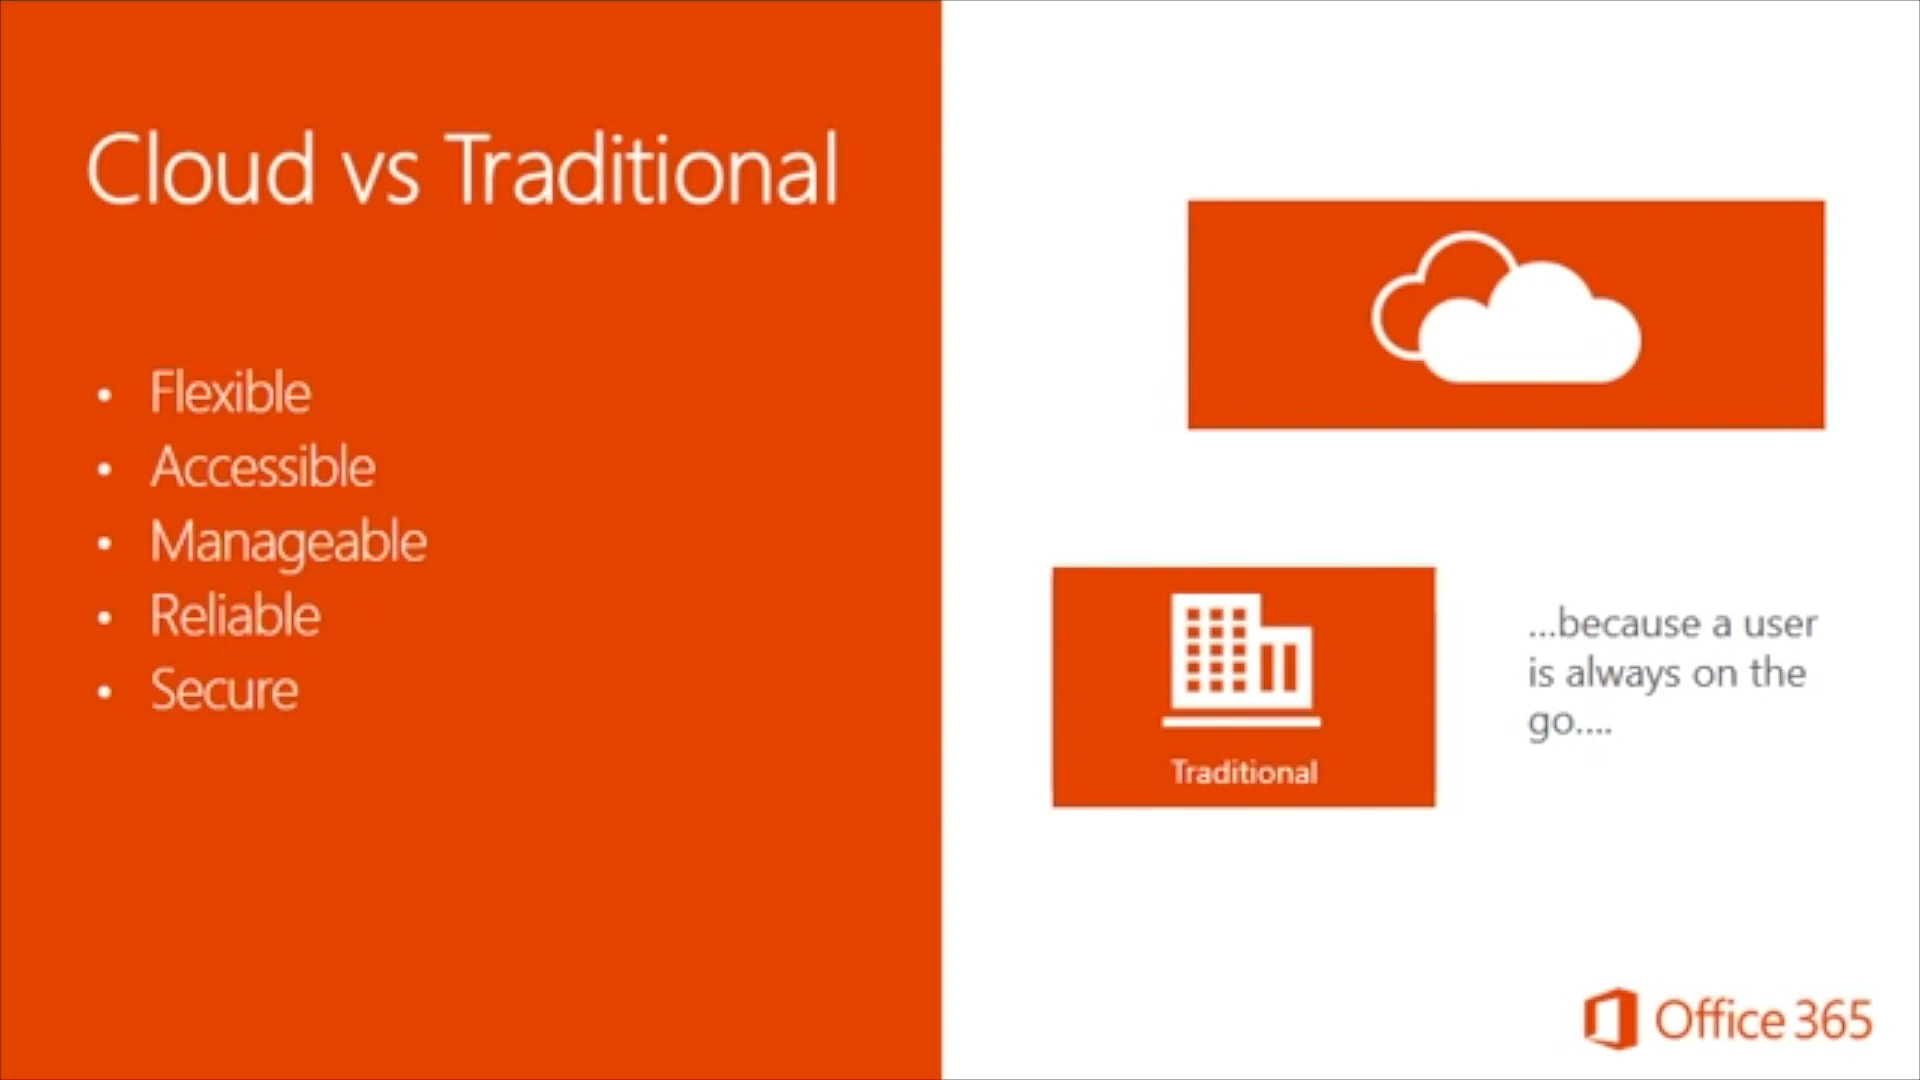 Cloud vs Traditional
• Flexible
• Accessible
• Manageable
• Reliable
• Secure
Traditional
...because a user
is always on the
go....
Office 365